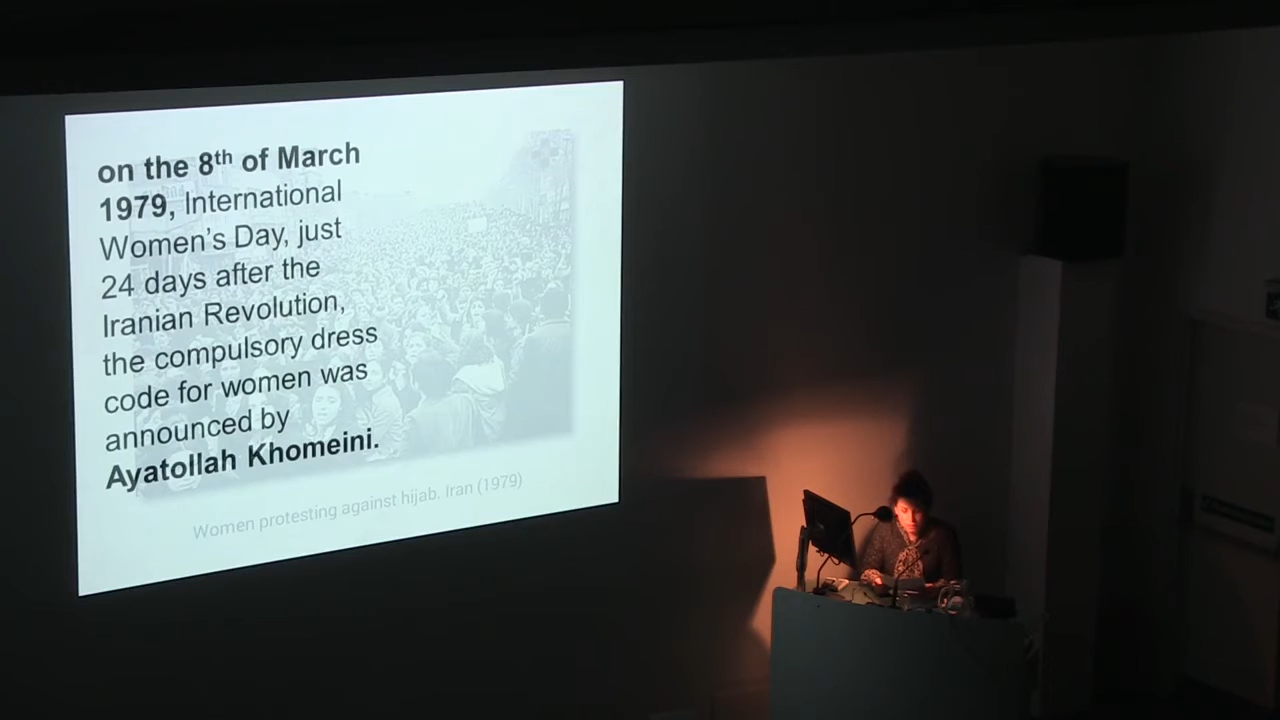 on the 8th of March
1979, International
Women's Day, just
24 days after the
Iranian Revolution,
the compulsory dress
code for women was
announced by
Ayatollah Khomeini.
Women protesting against hijab. Iran (1979)